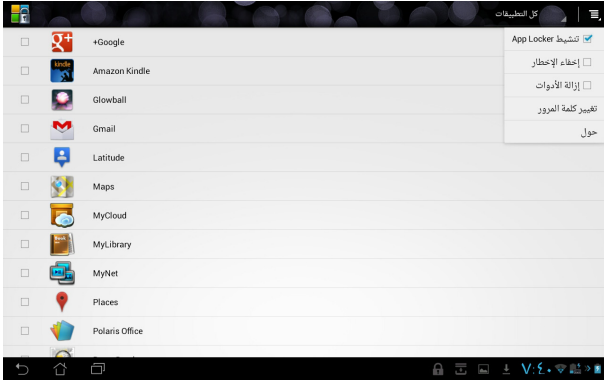 كل التطبيقات
تنشيط App Locker
إخفاء الإخطار
إزالة الأدوات
تغيير كلمة المرور
حول
+Google
kindle
Amazon Kindle
Glowball
Gmail
Latitude
Maps
MyCloud
MyLibrary
MyNet
Places
Polaris Office
٧:٤٠